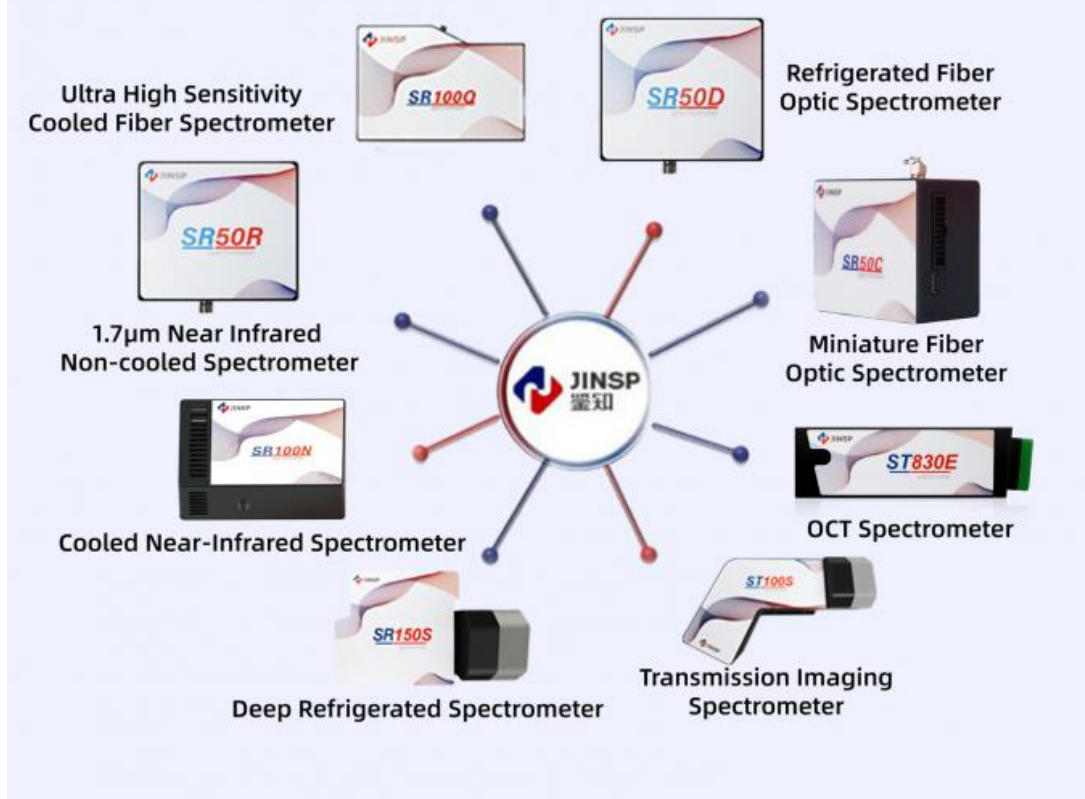 JINSP
SR100Q
Ultra High Sensitivity
Cooled Fiber Spectrometer
JINSP
SR50D
Refrigerated Fiber
Optic Spectrometer
JINSP
SR50R
1.7μm Near Infrared
Non-cooled Spectrometer
JINSP
SR50C
Miniature Fiber
Optic Spectrometer
JINSP
鉴知
JINSP
SR100N
Cooled Near-Infrared Spectrometer
JINSP
ST830E
OCT Spectrometer
JINSP
SR150S
Deep Refrigerated Spectrometer
ST100S
JINSP
Transmission Imaging
Spectrometer